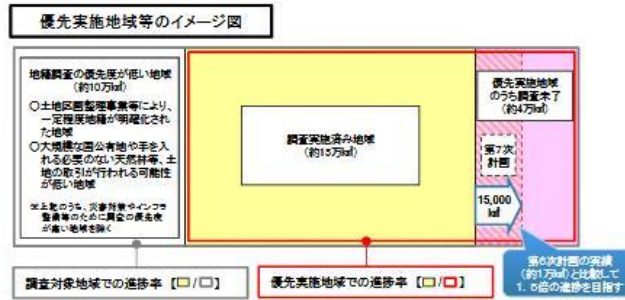 優先実施地域等のイメージ図
地籍調査の優先度が低い地域
(約10万㎢)
○土地区画整理事業等により、
一定程度地籍が明確化され
た地域
○大規模な国公有地や手を入
れる必要のない天然林等、土
地の取引が行われる可能性
が低い地域
※上記のうち、災害対策やインフラ
整備等のために調査の優先度
が高い地域を除く
調査実施済み地域
(約15万㎢)
優先実施地域
のうち調査未了
(約4万㎢)
第7次
計画
15,000
㎢
第6次計画の実績
(約1万㎢)と比較して
1.5倍の進捗を目指す
調査対象地域での進捗率【□/□】
優先実施地域での進捗率【□/□】